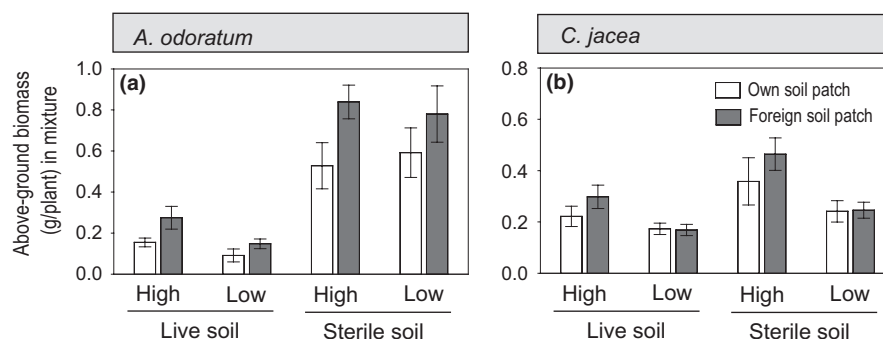 A. odoratum
C. jacea
Above-ground biomass
(g/plant) in mixture
(a)
1.0
0.8
0.6
0.4
0.2
0.0
High Low High Low
Live soil Sterile soil
(b)
Own soil patch
Foreign soil patch
0.8
0.6
0.4
0.2
0.0
High Low High Low
Live soil Sterile soil